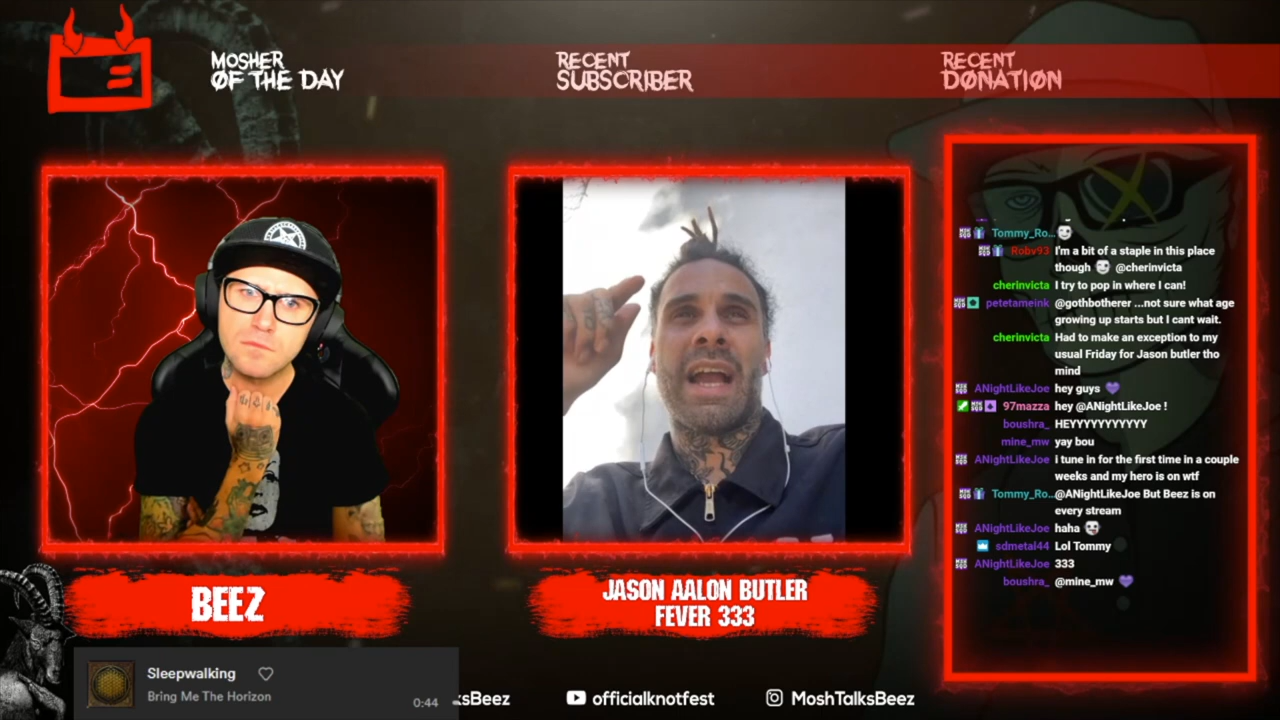 MOSHER
ØF THE DAY
RECENT
SUBSCRIBER
RECENT
DØNATIØN
Tommy_Ro...
Robv93 I'm a bit of a staple in this place
though @cherinvicta
cherinvicta I try to pop in where I can!
petetameink @gothbotherer ...not sure what age
growing up starts but I cant wait.
cherinvicta Had to make an exception to my
usual Friday for Jason butler tho
mind
ANightLikeJoe hey guys
97mazza hey @ANightLikeJoe !
boushra_ HEYYYYYYYYYYY
mine_mw yay bou
ANightLikeJoe i tune in for the first time in a couple
weeks and my hero is on wtf
Tommy_Ro... @ANightLikeJoe But Beez is on
every stream
ANightLikeJoe haha
sdmetal44 Lol Tommy
ANightLikeJoe 333
boushra_ @mine_mw
BEEZ
JASON AALON BUTLER
FEVER 333
Sleepwalking
Bring Me The Horizon
0:44
ksBeez
officialknotfest
MoshTalksBeez